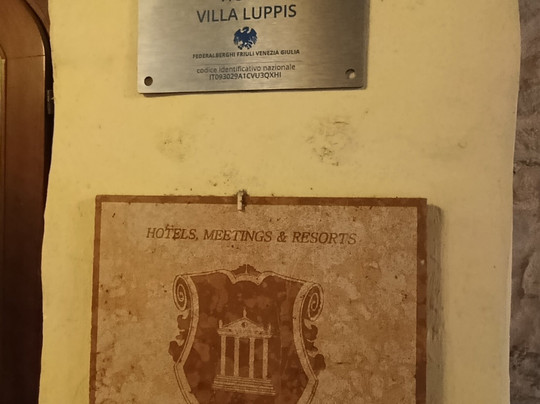 VILLA LUPPIS
FEDERALBERGHI FRIULI VENEZIA GIULIA
codice identificativo nazionale
IT093029A1CVU3QXHI
HOTELS, MEETINGS & RESORTS